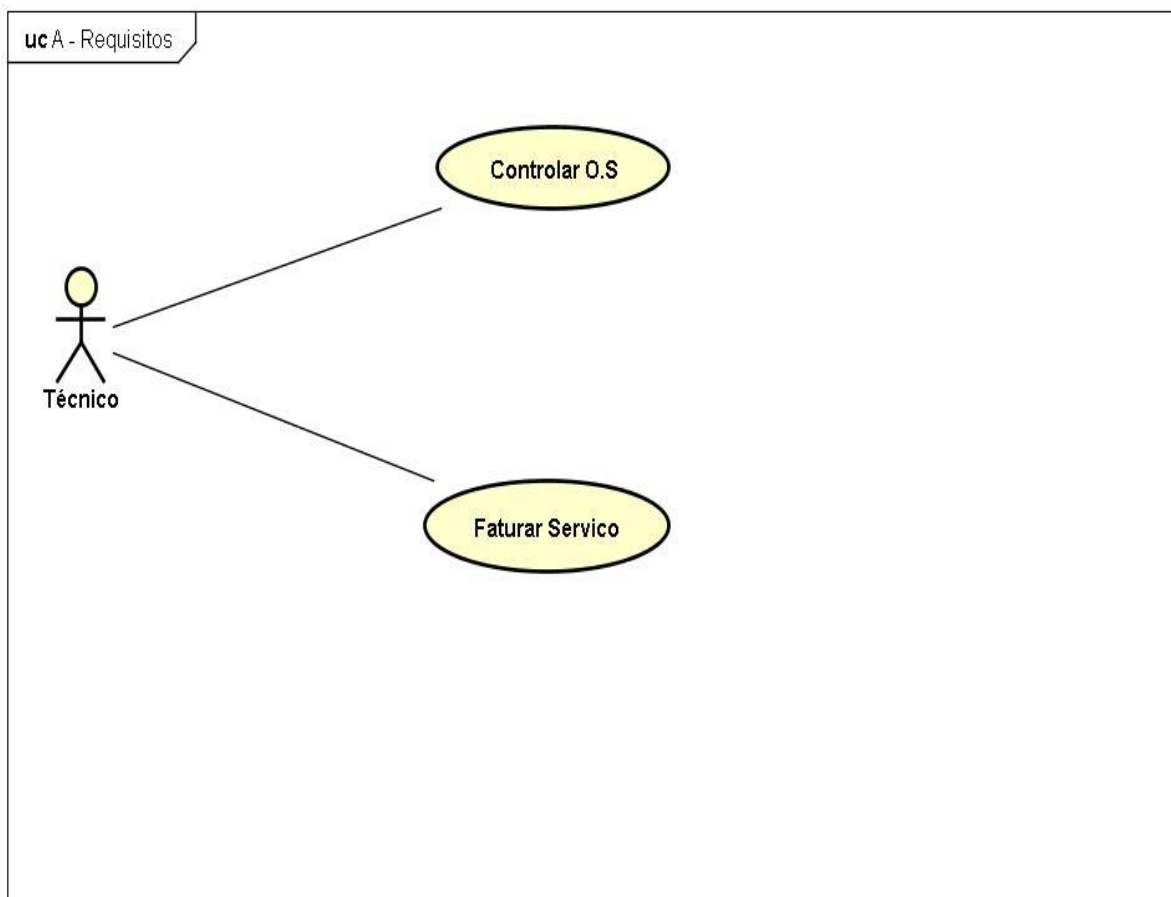 uc A - Requisitos
Controlar O.S
Técnico
Faturar Servico